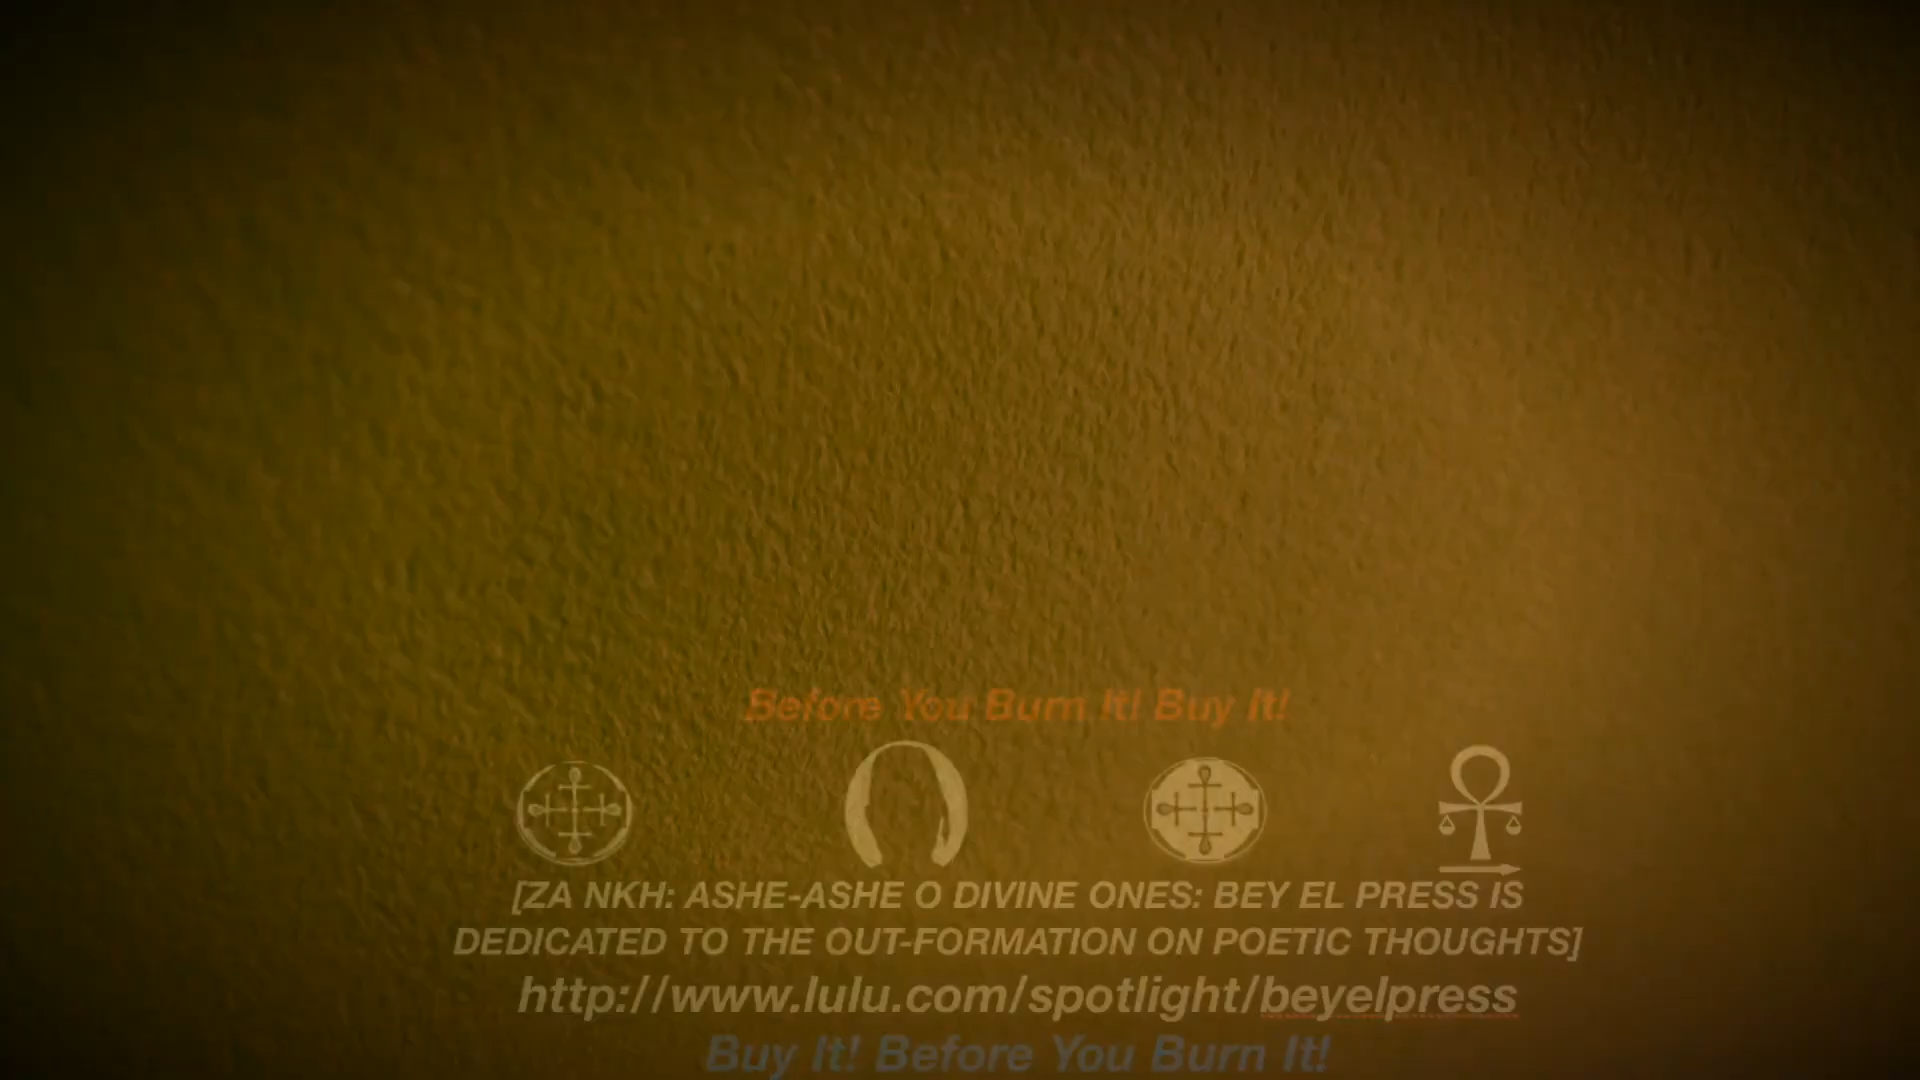 Before You Burn It! Buy It!
[ZA NKH: ASHE-ASHE O DIVINE ONES: BEY EL PRESS IS
DEDICATED TO THE OUT-FORMATION ON POETIC THOUGHTS]
http://www.lulu.com/spotlight/beyelpress
Buy It! Before You Burn It!